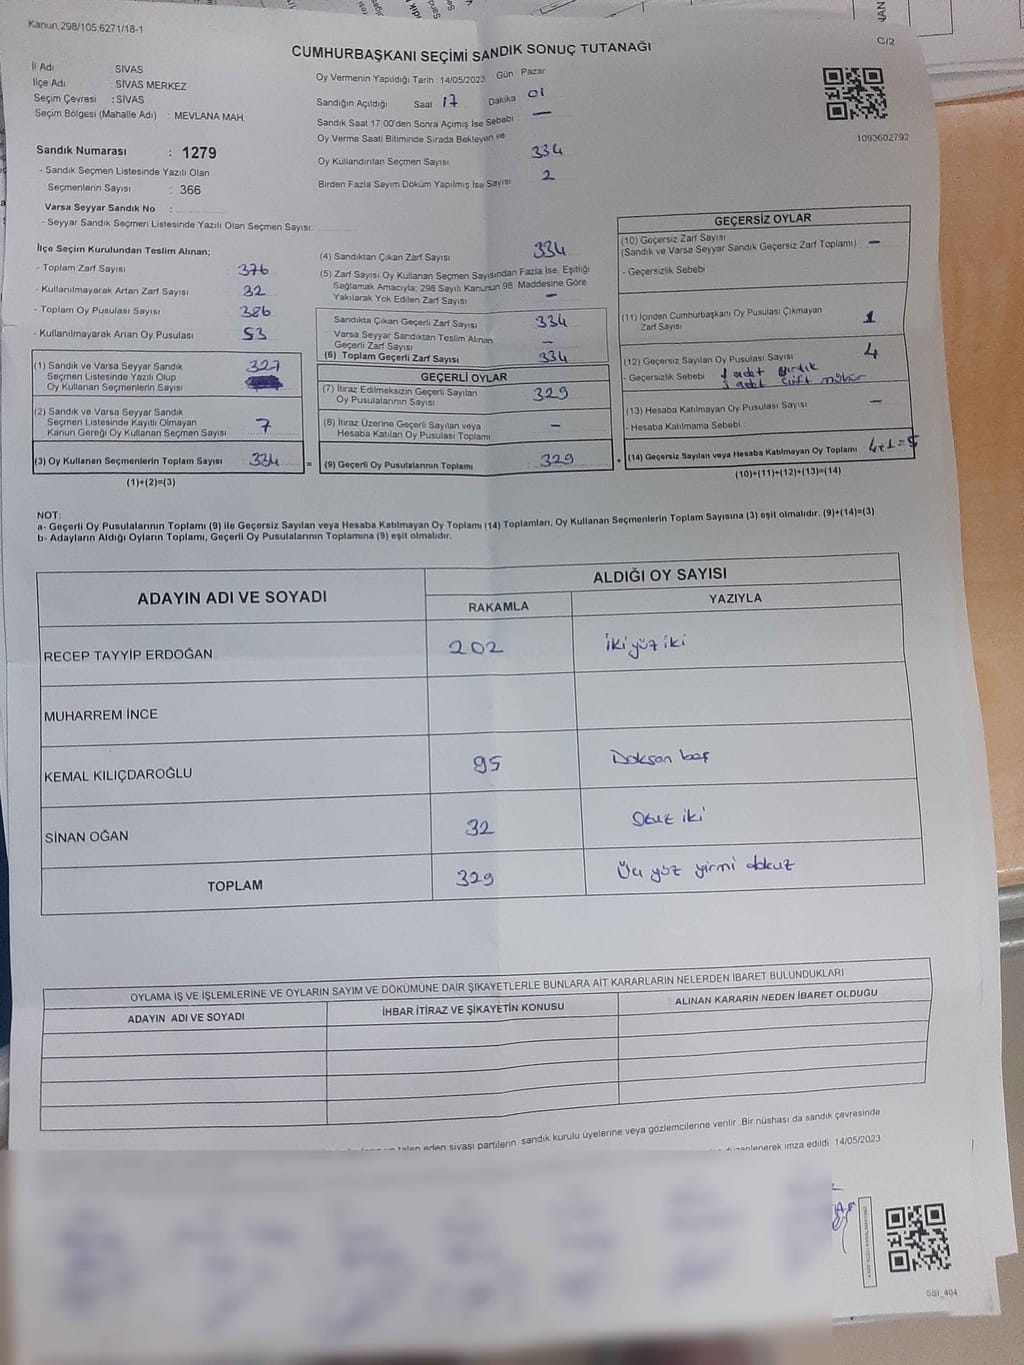 Kanun,298/105,6271/18-1
CUMHURBAŞKANI SEÇİMİ SANDIK SONUÇ TUTANAĞI
C/2
İl Adı SİVAS
İlçe Adı : SİVAS MERKEZ
Seçim Çevresi : SİVAS
Seçim Bölgesi (Mahalle Adı) : MEVLANA MAH.
Sandık Numarası : 1279
- Sandık Seçmen Listesinde Yazılı Olan
Seçmenlerin Sayısı : 366
Varsa Seyyar Sandık No :
- Seyyar Sandık Seçmen Listesinde Yazılı Olan Seçmen Sayısı:
Oy Vermenin Yapıldığı Tarih : 14/05/2023 Gün Pazar
Sandığın Açıldığı Saat 17 Dakika 01
Sandık Saat 17.00'den Sonra Açımış İse Sebebi —
Oy Verme Saati Bitiminde Sırada Bekleyen ve
Oy Kullandırılan Seçmen Sayısı 334
Birden Fazla Sayım Döküm Yapılmış İse Sayısı 2
1093602792
İlçe Seçim Kurulundan Teslim Alınan;
- Toplam Zarf Sayısı : 376
- Kullanılmayarak Artan Zarf Sayısı : 32
- Toplam Oy Pusulası Sayısı : 386
- Kullanılmayarak Artan Oy Pusulası : 53
(1) Sandık ve Varsa Seyyar Sandık
Seçmen Listesinde Yazılı Olup
Oy Kullanan Seçmenlerin Sayısı : 327
(2) Sandık ve Varsa Seyyar Sandık
Seçmen Listesinde Kayıtlı Olmayan
Kanun Gereği Oy Kullanan Seçmen Sayısı : 7
(3) Oy Kullanan Seçmenlerin Toplam Sayısı : 334
(1)+(2)=(3)
=
(4) Sandıktan Çıkan Zarf Sayısı 334
(5) Zarf Sayısı Oy Kullanan Seçmen Sayısından Fazla İse, Eşitliği
Sağlamak Amacıyla; 298 Sayılı Kanunun 98. Maddesine Göre
Yakılarak Yok Edilen Zarf Sayısı —
Sandıkta Çıkan Geçerli Zarf Sayısı 334
Varsa Seyyar Sandıktan Teslim Alınan
Geçerli Zarf Sayısı —
(6) Toplam Geçerli Zarf Sayısı 334
GEÇERLİ OYLAR
(7) İtiraz Edilmeksizin Geçerli Sayılan
Oy Pusulalarının Sayısı 329
(8) İtiraz Üzerine Geçerli Sayılan veya
Hesaba Katılan Oy Pusulası Toplamı —
(9) Geçerli Oy Pusulalarının Toplamı 329
+
GEÇERSİZ OYLAR
(10) Geçersiz Zarf Sayısı
(Sandık ve Varsa Seyyar Sandık Geçersiz Zarf Toplamı) —
- Geçersizlik Sebebi
(11) İçinden Cumhurbaşkanı Oy Pusulası Çıkmayan
Zarf Sayısı 1
(12) Geçersiz Sayılan Oy Pusulası Sayısı 4
- Geçersizlik Sebebi 1 adet yırtık
3 adet çift mühür
(13) Hesaba Katılmayan Oy Pusulası Sayısı —
- Hesaba Katılmama Sebebi
(14) Geçersiz Sayılan veya Hesaba Katılmayan Oy Toplamı 4+1=5
(10)+(11)+(12)+(13)=(14)
NOT:
a- Geçerli Oy Pusulalarının Toplamı (9) ile Geçersiz Sayılan veya Hesaba Katılmayan Oy Toplamı (14) Toplamları, Oy Kullanan Seçmenlerin Toplam Sayısına (3) eşit olmalıdır. (9)+(14)=(3)
b- Adayların Aldığı Oyların Toplamı, Geçerli Oy Pusulalarının Toplamına (9) eşit olmalıdır.
ADAYIN ADI VE SOYADI
ALDIĞI OY SAYISI
RAKAMLA YAZIYLA
RECEP TAYYİP ERDOĞAN 202 İki yüz iki
MUHARREM İNCE
KEMAL KILIÇDAROĞLU 95 Doksan beş
SİNAN OĞAN 32 Otuz iki
TOPLAM 329 Üç yüz yirmi dokuz
OYLAMA İŞ VE İŞLEMLERİNE VE OYLARIN SAYIM VE DÖKÜMÜNE DAİR ŞİKAYETLERLE BUNLARA AİT KARARLARIN NELERDEN İBARET BULUNDUKLARI
ADAYIN ADI VE SOYADI İHBAR İTİRAZ VE ŞİKAYETİN KONUSU ALINAN KARARIN NEDEN İBARET OLDUĞU
talep eden siyasi partilerin sandık kurulu üyelerine veya gözlemcilerine verilir. Bir nüshası da sandık çevresinde
düzenlenerek imza edildi. 14/05/2023
SSI_404